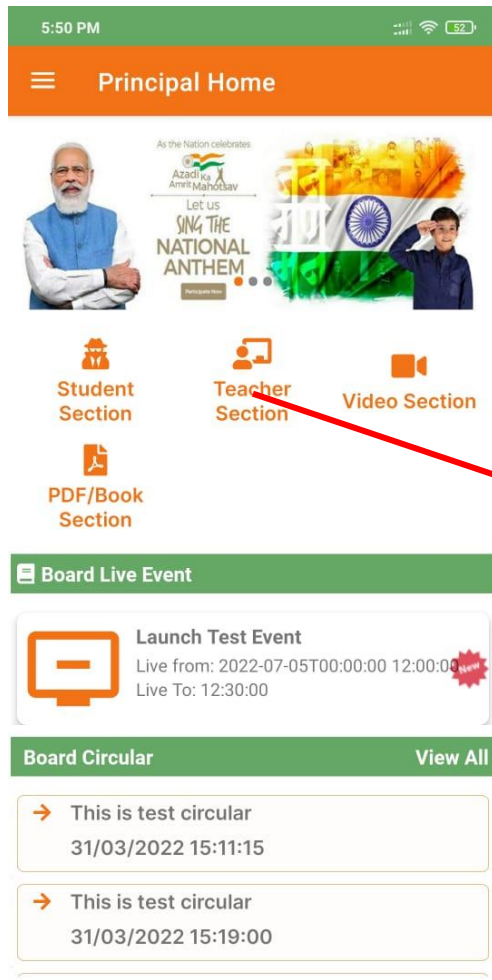 5:50 PM
52
Principal Home
As the Nation celebrates
Azadi Ka
Amrit Mahotsav
Let us
SING THE
NATIONAL
ANTHEM
Participate Now
Student
Section
Teacher
Section
Video Section
PDF/Book
Section
Board Live Event
Launch Test Event
Live from: 2022-07-05T00:00:00 12:00:00
New
Live To: 12:30:00
Board Circular View All
This is test circular
31/03/2022 15:11:15
This is test circular
31/03/2022 15:19:00